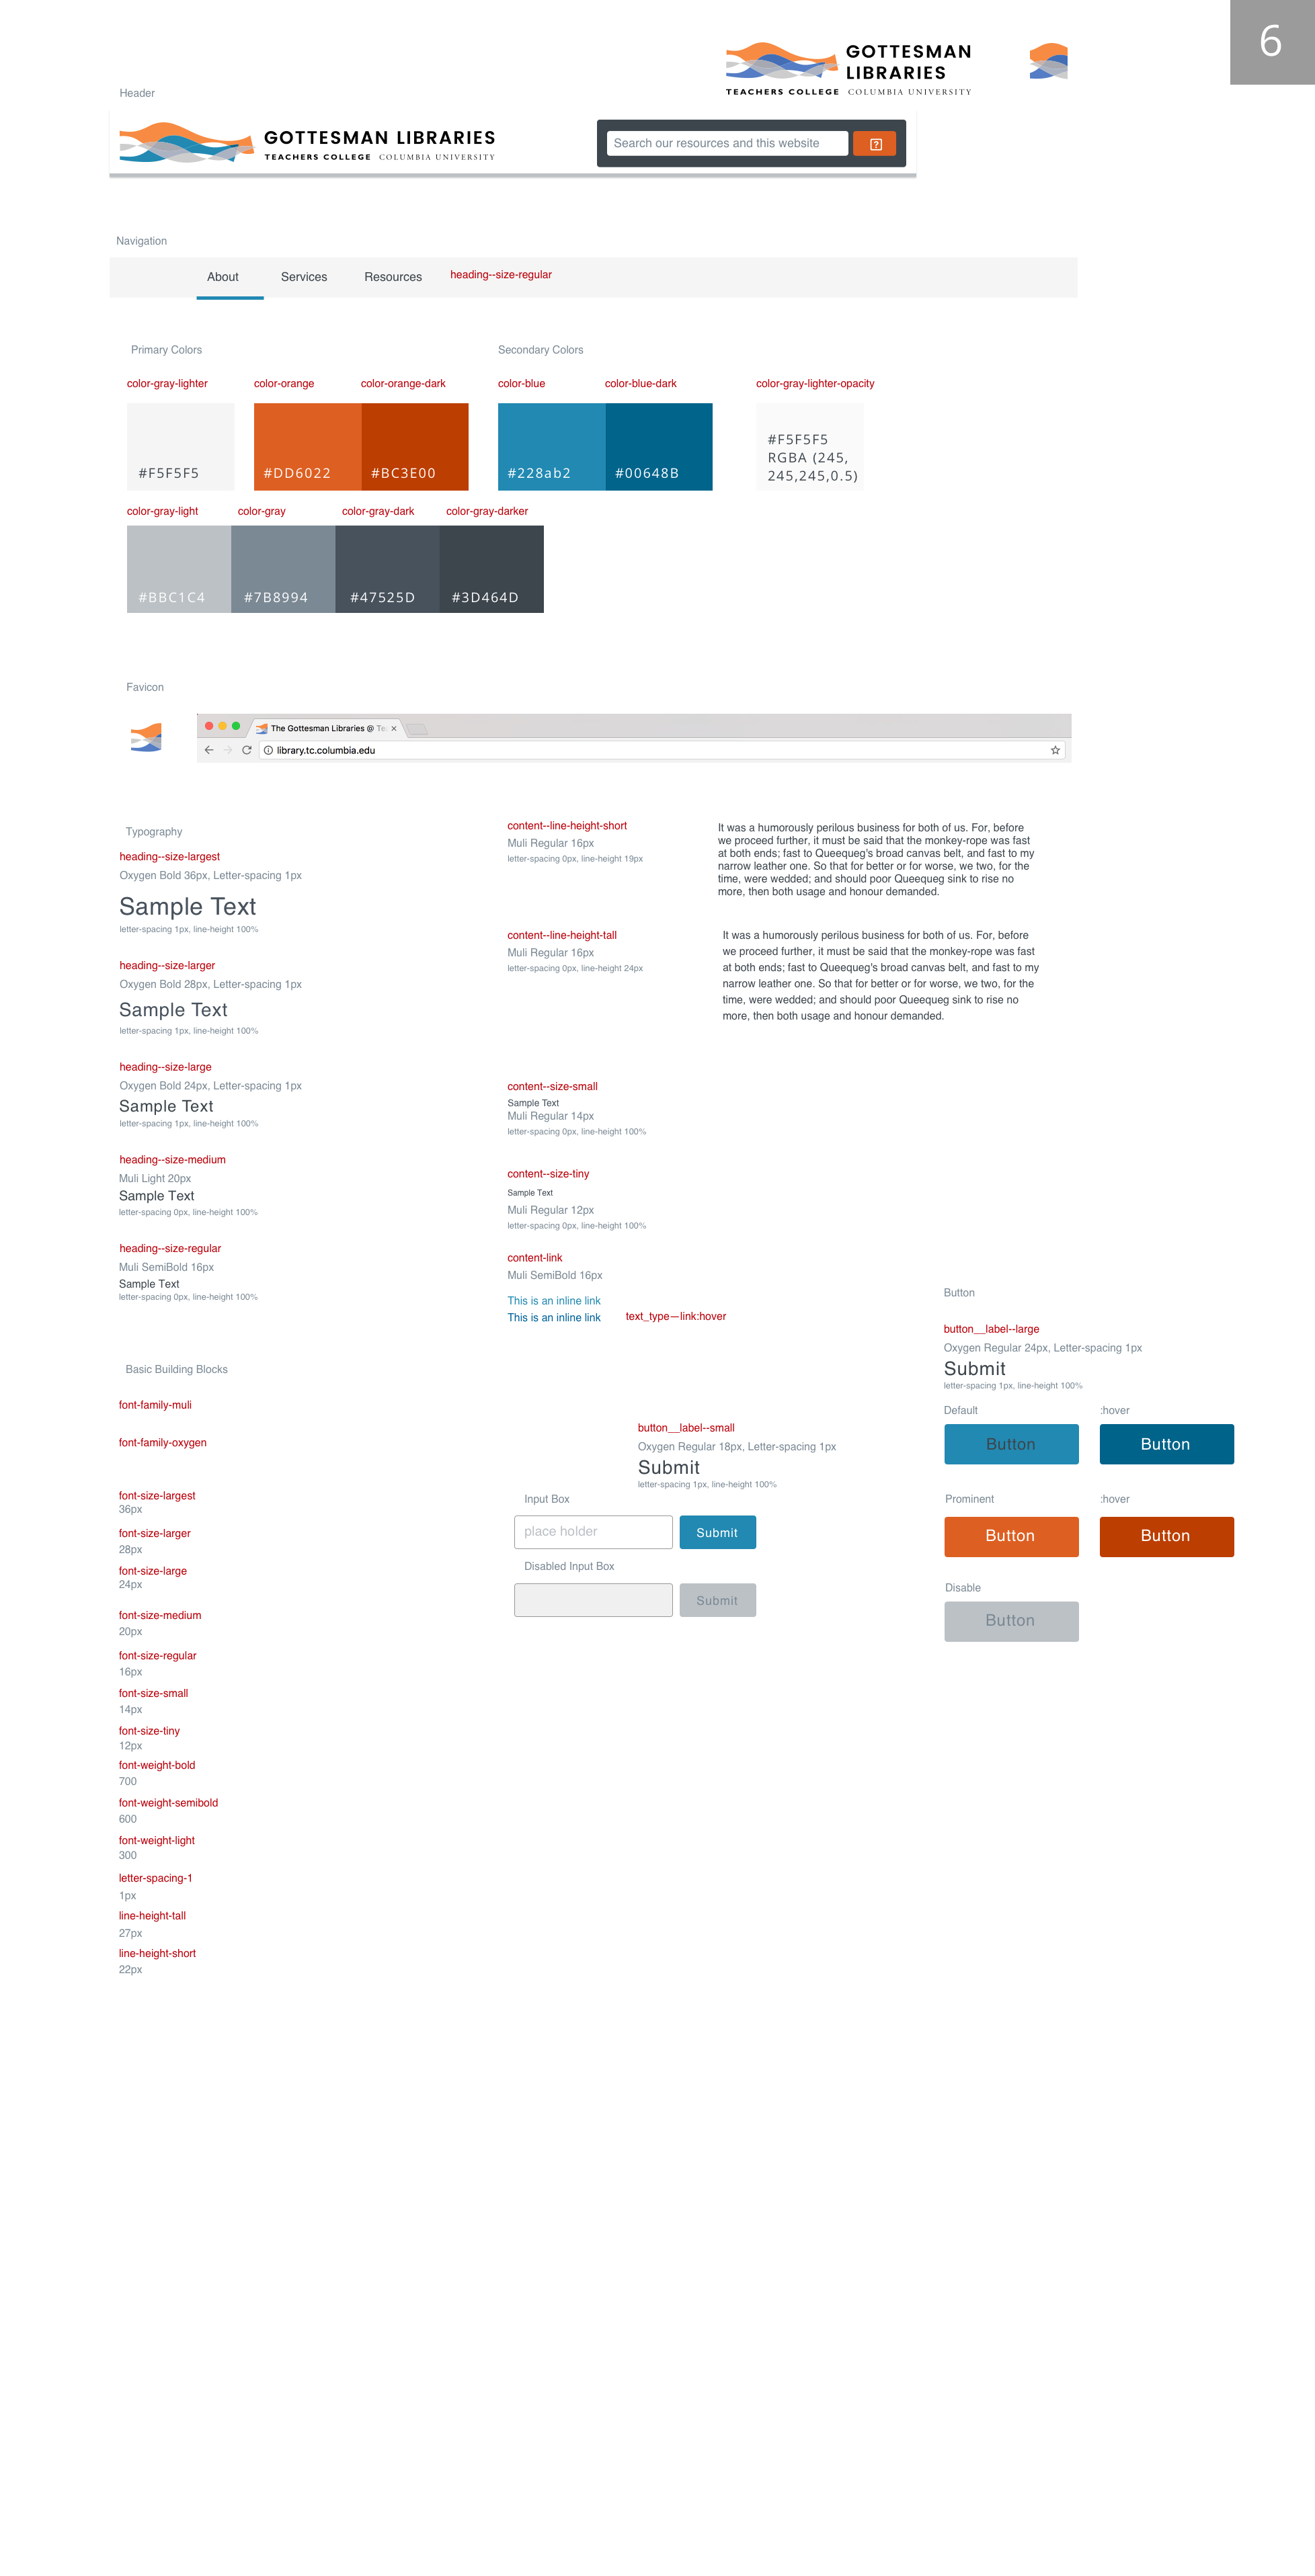 6
GOTTESMAN
LIBRARIES
TEACHERS COLLEGE COLUMBIA UNIVERSITY
Header
GOTTESMAN LIBRARIES
TEACHERS COLLEGE COLUMBIA UNIVERSITY
Search our resources and this website
?
Navigation
About Services Resources heading--size-regular
Primary Colors
Secondary Colors
color-gray-lighter color-orange color-orange-dark color-blue color-blue-dark color-gray-lighter-opacity
#F5F5F5 #DD6022 #BC3E00 #228ab2 #00648B
#F5F5F5
RGBA (245,
245,245,0.5)
color-gray-light color-gray color-gray-dark color-gray-darker
#BBC1C4 #7B8994 #47525D #3D464D
Favicon
The Gottesman Libraries @ Te
library.tc.columbia.edu
Typography
heading--size-largest
Oxygen Bold 36px, Letter-spacing 1px
Sample Text
letter-spacing 1px, line-height 100%
heading--size-larger
Oxygen Bold 28px, Letter-spacing 1px
Sample Text
letter-spacing 1px, line-height 100%
heading--size-large
Oxygen Bold 24px, Letter-spacing 1px
Sample Text
letter-spacing 1px, line-height 100%
heading--size-medium
Muli Light 20px
Sample Text
letter-spacing 0px, line-height 100%
heading--size-regular
Muli SemiBold 16px
Sample Text
letter-spacing 0px, line-height 100%
content--line-height-short
Muli Regular 16px
letter-spacing 0px, line-height 19px
It was a humorously perilous business for both of us. For, before
we proceed further, it must be said that the monkey-rope was fast
at both ends; fast to Queequeg's broad canvas belt, and fast to my
narrow leather one. So that for better or for worse, we two, for the
time, were wedded; and should poor Queequeg sink to rise no
more, then both usage and honour demanded.
content--line-height-tall
Muli Regular 16px
letter-spacing 0px, line-height 24px
It was a humorously perilous business for both of us. For, before
we proceed further, it must be said that the monkey-rope was fast
at both ends; fast to Queequeg's broad canvas belt, and fast to my
narrow leather one. So that for better or for worse, we two, for the
time, were wedded; and should poor Queequeg sink to rise no
more, then both usage and honour demanded.
content--size-small
Sample Text
Muli Regular 14px
letter-spacing 0px, line-height 100%
content--size-tiny
Sample Text
Muli Regular 12px
letter-spacing 0px, line-height 100%
content-link
Muli SemiBold 16px
This is an inline link
This is an inline link text_type—link:hover
Basic Building Blocks
font-family-muli
font-family-oxygen
font-size-largest
36px
font-size-larger
28px
font-size-large
24px
font-size-medium
20px
font-size-regular
16px
font-size-small
14px
font-size-tiny
12px
font-weight-bold
700
font-weight-semibold
600
font-weight-light
300
letter-spacing-1
1px
line-height-tall
27px
line-height-short
22px
button__label--small
Oxygen Regular 18px, Letter-spacing 1px
Submit
letter-spacing 1px, line-height 100%
Input Box
place holder Submit
Disabled Input Box
Submit
Button
button__label--large
Oxygen Regular 24px, Letter-spacing 1px
Submit
letter-spacing 1px, line-height 100%
Default :hover
Button Button
Prominent :hover
Button Button
Disable
Button